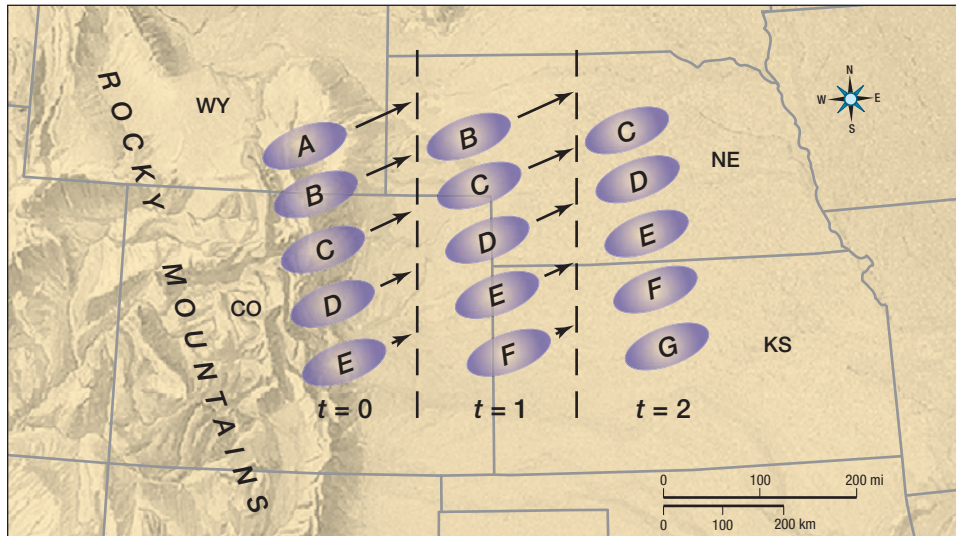 ROCKY MOUNTAINS
WY
CO
NE
KS
N
W E
S
A
B
C
D
E
t = 0
B
C
D
E
F
t = 1
C
D
E
F
G
t = 2
0 100 200 mi
0 100 200 km